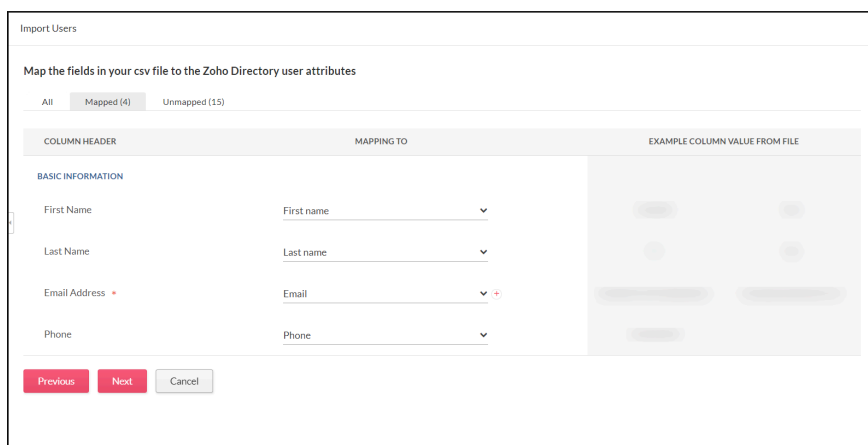 Import Users
Map the fields in your csv file to the Zoho Directory user attributes
All Mapped (4) Unmapped (15)
COLUMN HEADER MAPPING TO EXAMPLE COLUMN VALUE FROM FILE
BASIC INFORMATION
First Name First name
Last Name Last name
Email Address * Email +
Phone Phone
Previous Next Cancel